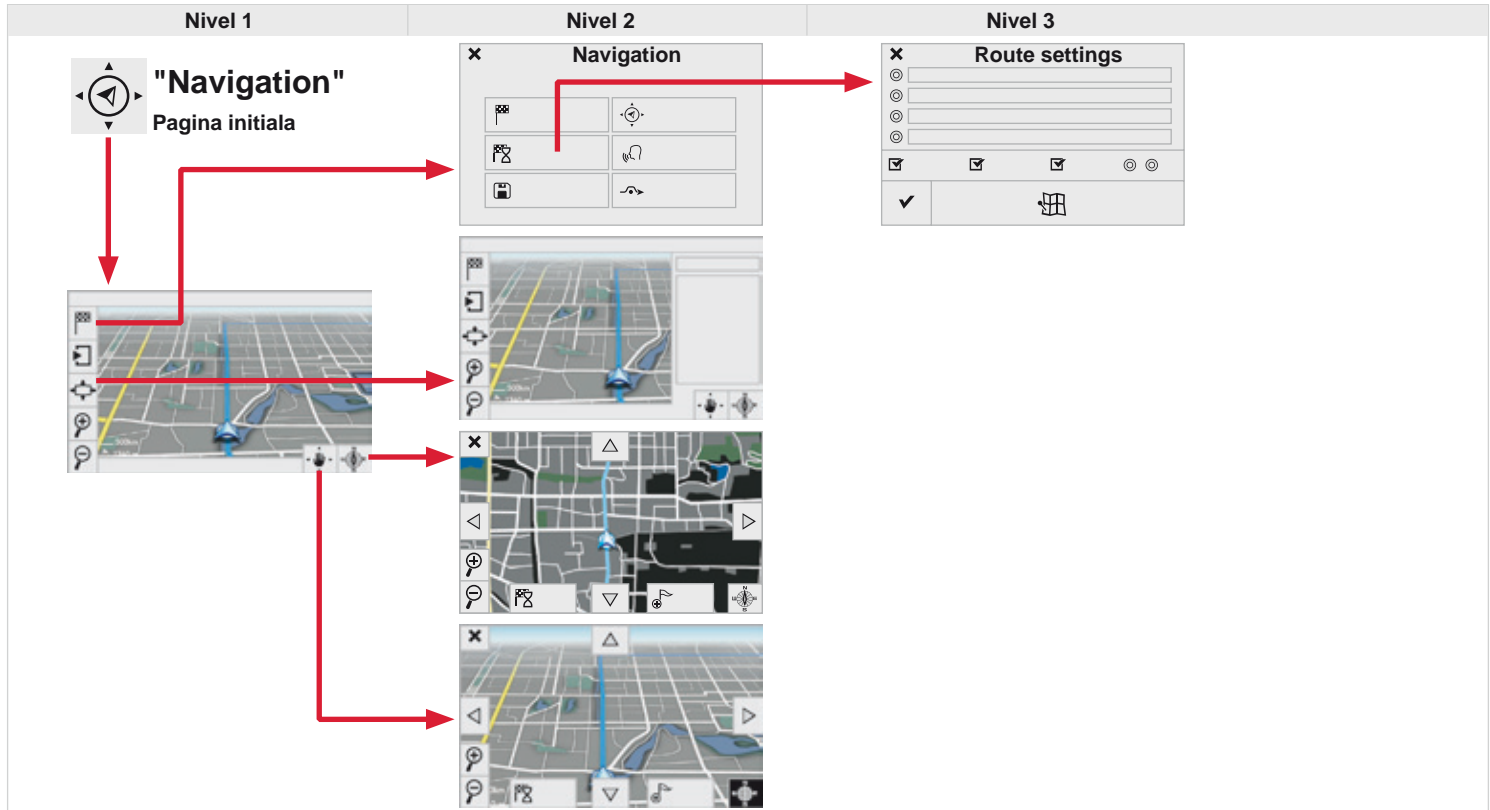 Nivel 1
Nivel 2
Nivel 3
"Navigation"
Pagina initiala
Navigation
Route settings